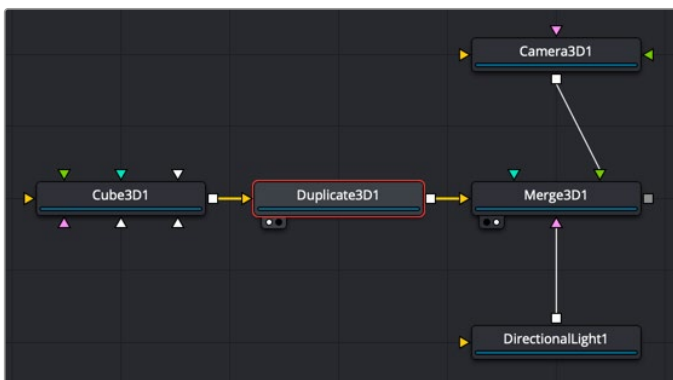 Camera3D1
Cube3D1
Duplicate3D1
Merge3D1
DirectionalLight1